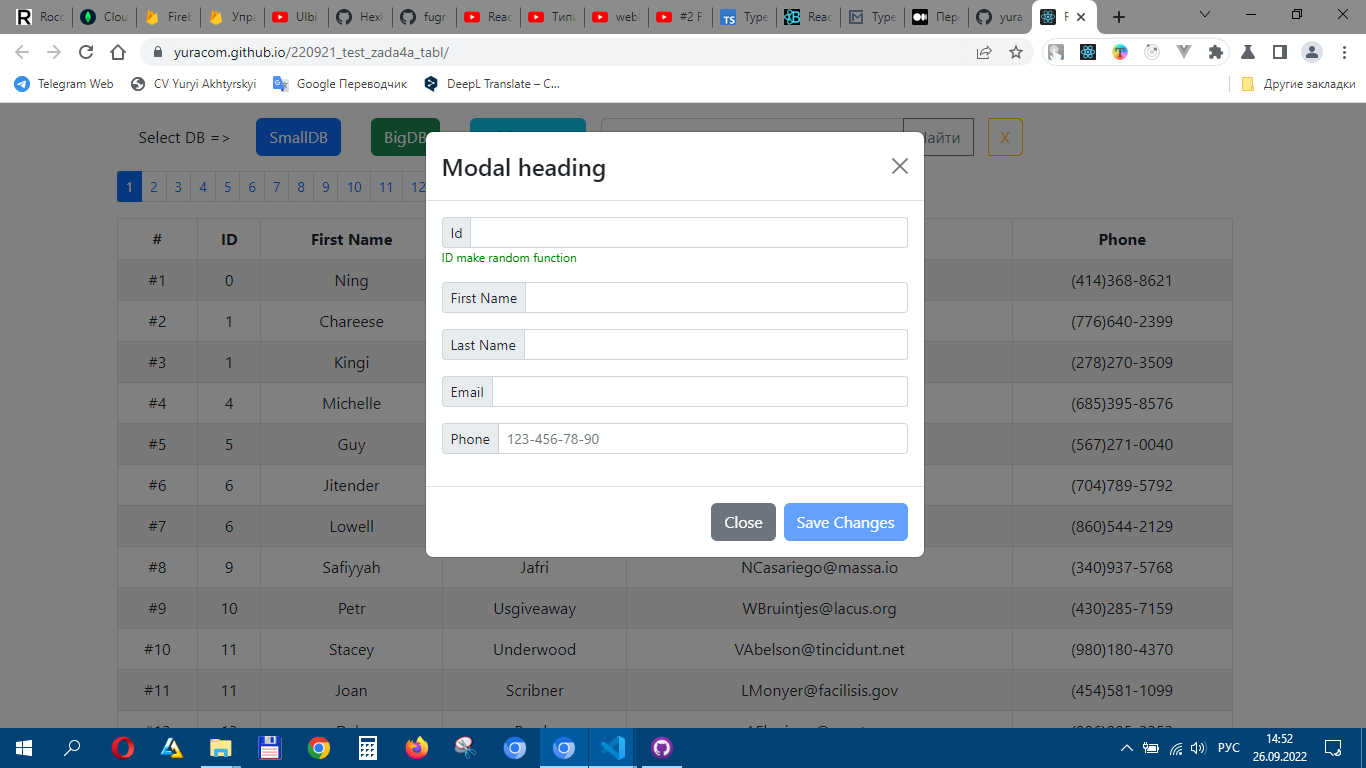 Rocc Clou Fireb Упра Ulbi Hexl fugr Reac Типи web #2 F Type Reac Type Пере yura
yuracom.github.io/220921_test_zada4a_tabl/
Telegram Web CV Yuryi Akhtyrskyi Google Переводчик DeepL Translate – C... Другие закладки
Select DB => SmallDB BigDB X
Modal heading
1 2 3 4 5 6 7 8 9 10 11 12
Id
# ID First Name Phone
ID make random function
#1 0 Ning (414)368-8621
First Name
#2 1 Chareese (776)640-2399
Last Name
#3 1 Kingi (278)270-3509
Email
#4 4 Michelle (685)395-8576
Phone 123-456-78-90
#5 5 Guy (567)271-0040
#6 6 Jitender (704)789-5792
Close Save Changes
#7 6 Lowell (860)544-2129
#8 9 Safiyyah Jafri NCasariego@massa.io (340)937-5768
#9 10 Petr Usgiveaway WBruintjes@lacus.org (430)285-7159
#10 11 Stacey Underwood VAbelson@tincidunt.net (980)180-4370
#11 11 Joan Scribner LMonyer@facilisis.gov (454)581-1099
РУС
14:52
26.09.2022